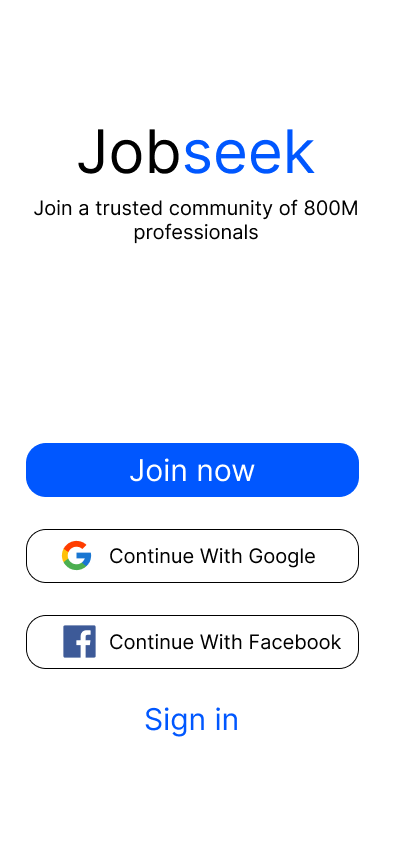 Jobseek
Join a trusted community of 800M
professionals
Join now
Continue With Google
Continue With Facebook
Sign in